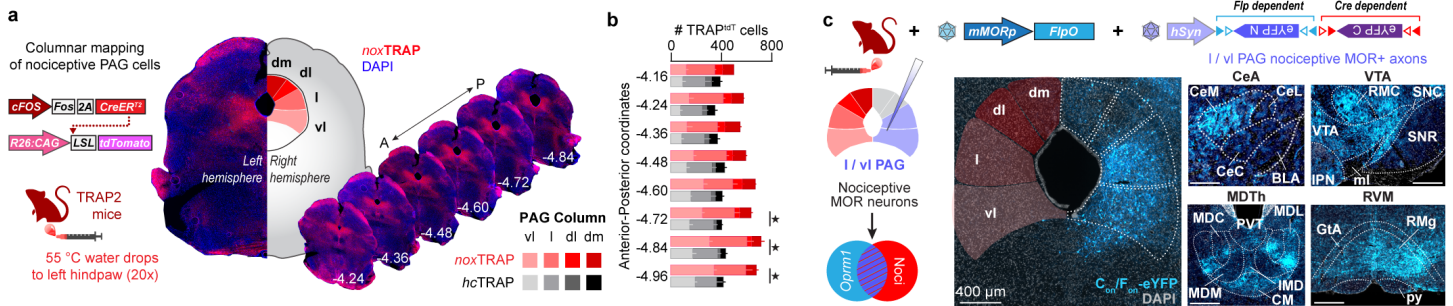 a
Columnar mapping
of nociceptive PAG cells
cFOS
Fos
2A
CreERT2
R26:CAG
LSL
tdTomato
TRAP2
mice
55 °C water drops
to left hindpaw (20x)
noxTRAP
DAPI
dm
dl
l
vl
Left
hemisphere
Right
hemisphere
A
P
-4.24
-4.36
-4.48
-4.60
-4.72
-4.84
PAG Column
vl l dl dm
noxTRAP
hcTRAP
b
# TRAPtdT cells
0 400 800
Anterior-Posterior coordinates
-4.16
-4.24
-4.36
-4.48
-4.60
-4.72
-4.84
-4.96
★
★
★
c
+
mMORp
FlpO
+
hSyn
Flp dependent
Cre dependent
eYFP N
eYFP C
l / vl PAG
Nociceptive
MOR neurons
Oprm1
Noci
dm
dl
l
vl
400 µm
Con/Fon-eYFP
DAPI
l / vl PAG nociceptive MOR+ axons
CeA
CeM
CeL
CeC
BLA
VTA
RMC
SNC
VTA
SNR
IPN
ml
MDTh
MDC
PVT
MDL
MDM
IMD
CM
RVM
GtA
RMg
py